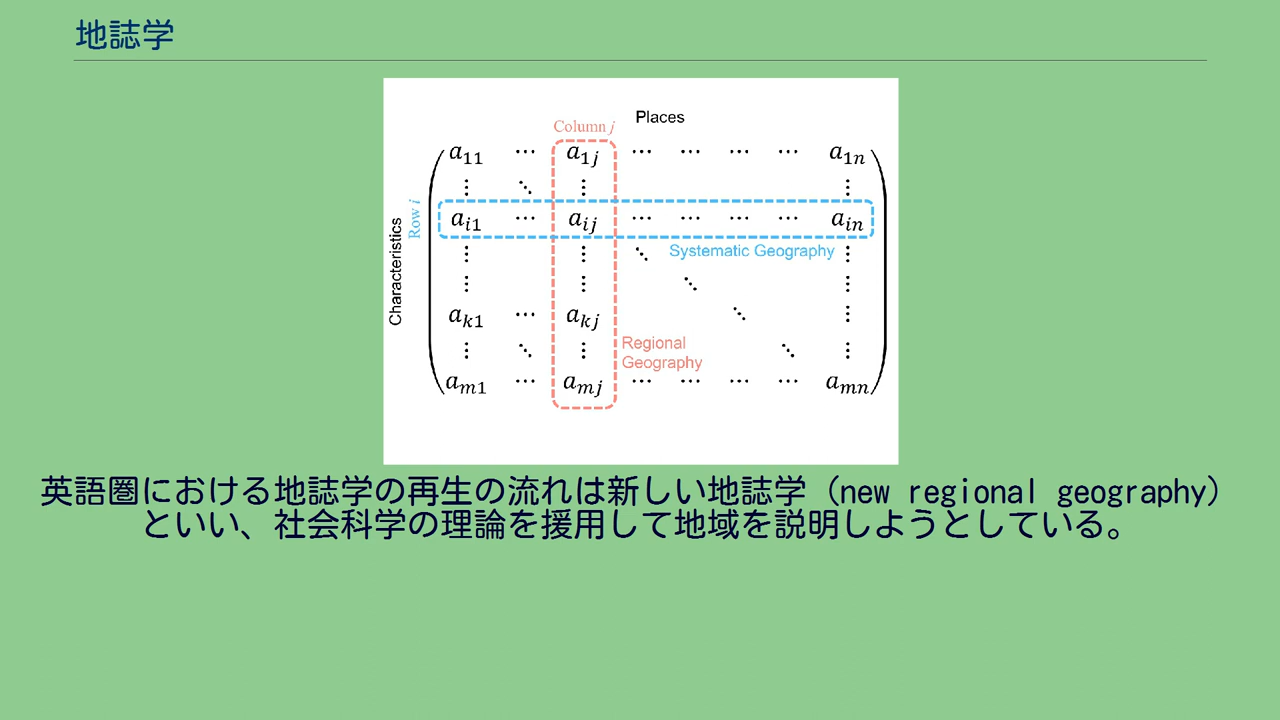 地誌学
Places
Column j
a11 ⋯ a1j ⋯ ⋯ ⋯ ⋯ a1n
⋮ ⋱ ⋮ ⋮
Characteristics
Row i
ai1 ⋯ aij ⋯ ⋯ ⋯ ⋯ ain
Systematic Geography
⋮ ⋮ ⋱ ⋮
⋮ ⋮ ⋱ ⋮
ak1 ⋯ akj ⋱ ⋮
Regional
Geography
⋮ ⋱ ⋮ ⋱ ⋮
am1 ⋯ amj ⋯ ⋯ ⋯ ⋯ amn
英語圏における地誌学の再生の流れは新しい地誌学（new regional geography）
といい、社会科学の理論を援用して地域を説明しようとしている。